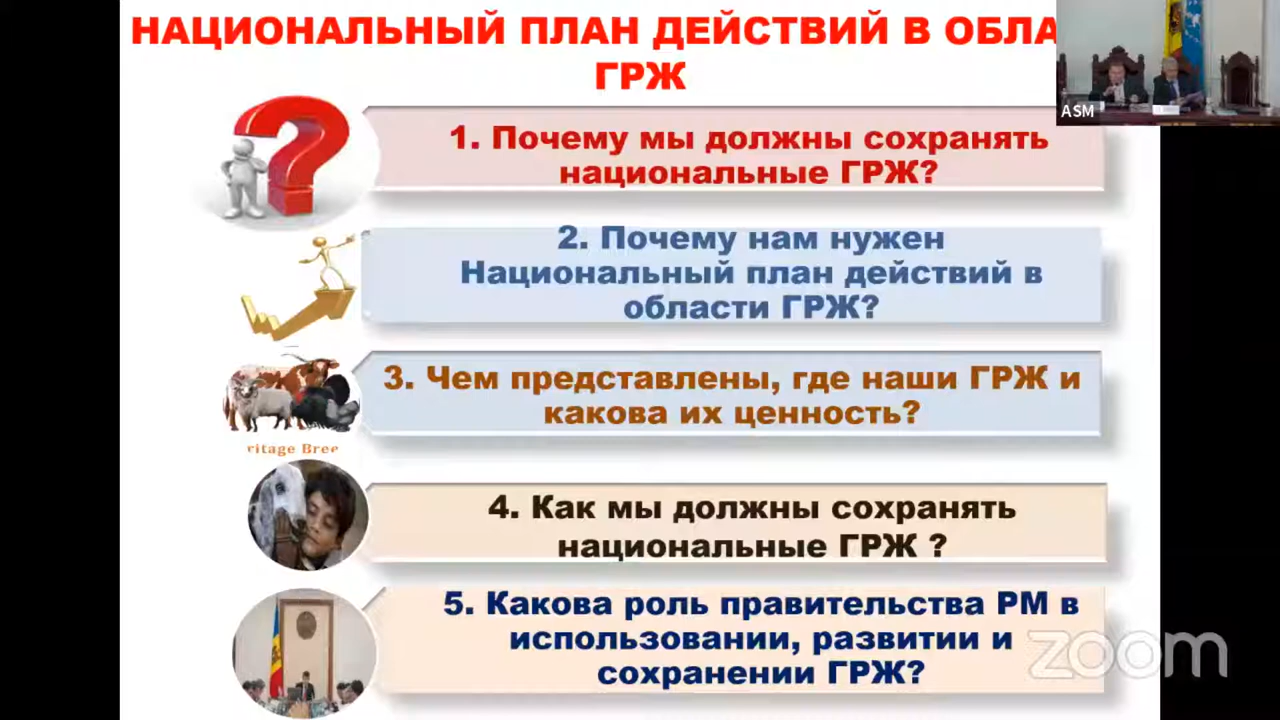 НАЦИОНАЛЬНЫЙ ПЛАН ДЕЙСТВИЙ В ОБЛА
ГРЖ
ASM
1. Почему мы должны сохранять
национальные ГРЖ?
2. Почему нам нужен
Национальный план действий в
области ГРЖ?
3. Чем представлены, где наши ГРЖ и
какова их ценность?
ritage Bree
4. Как мы должны сохранять
национальные ГРЖ ?
5. Какова роль правительства РМ в
использовании, развитии и
сохранении ГРЖ?
zoom